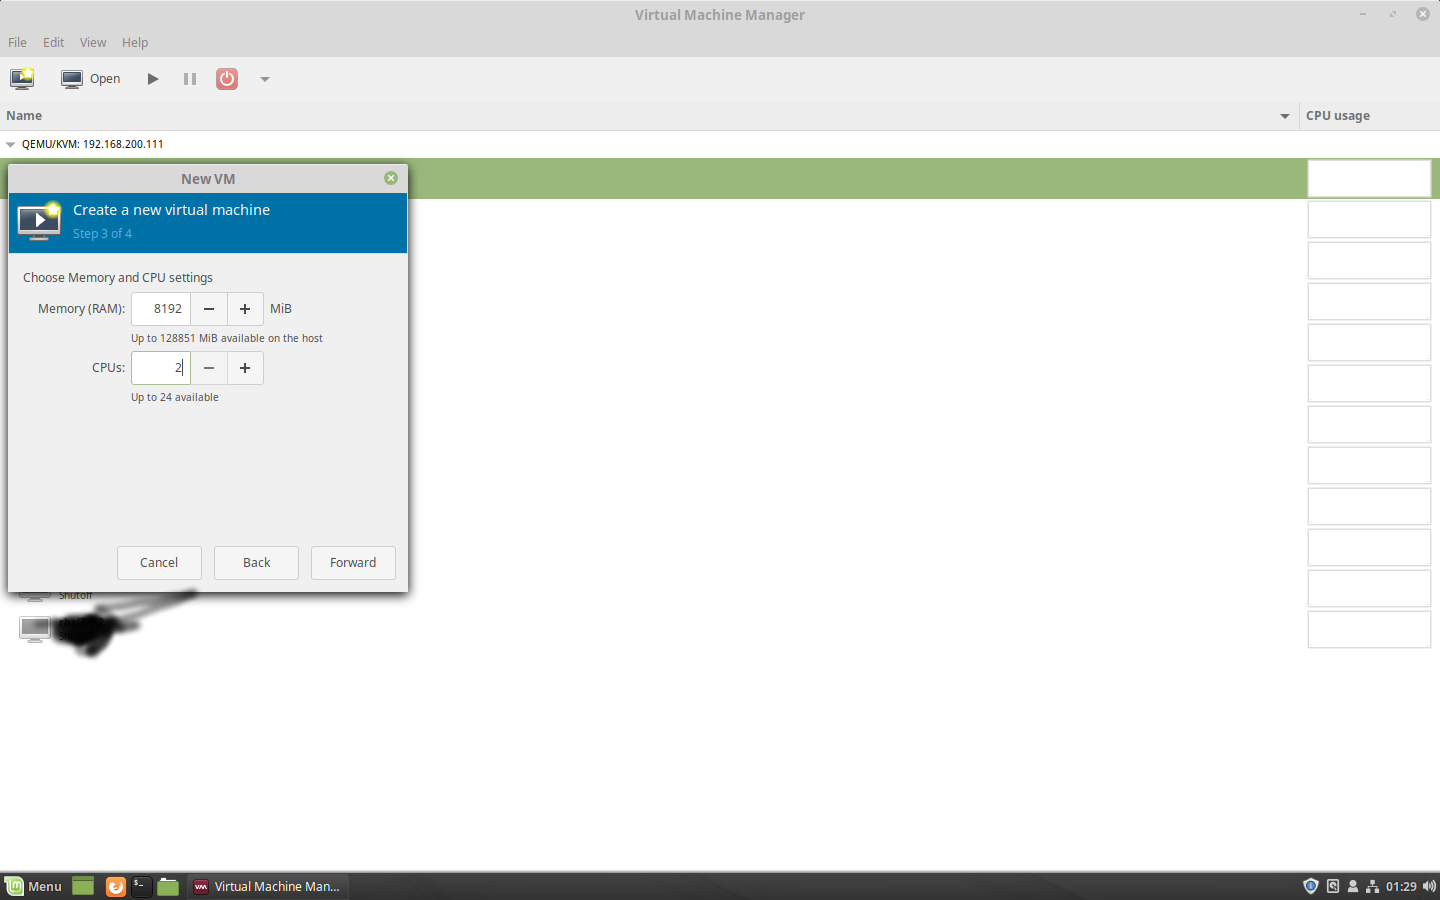 Virtual Machine Manager
File Edit View Help
Open
Name CPU usage
QEMU/KVM: 192.168.200.111
New VM
Create a new virtual machine
Step 3 of 4
Choose Memory and CPU settings
Memory (RAM): 8192 MiB
Up to 128851 MiB available on the host
CPUs: 2
Up to 24 available
Cancel Back Forward
Shutoff
Menu Virtual Machine Man... 01:29